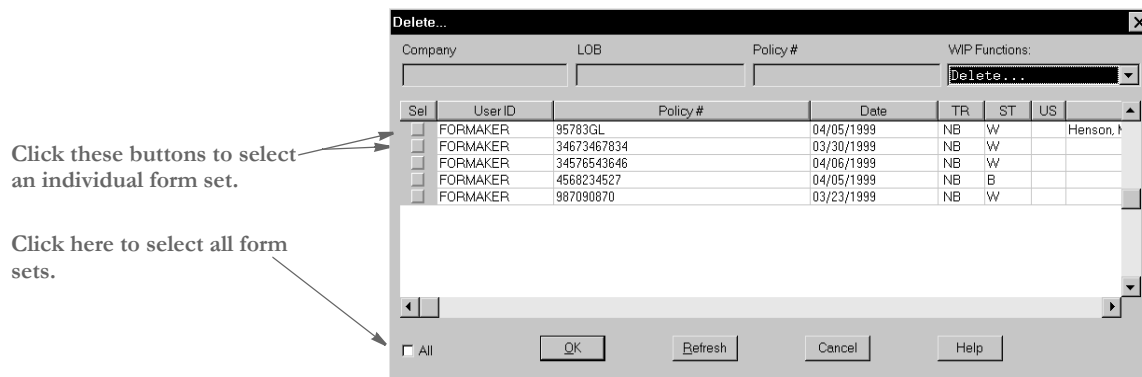 Delete...
Company LOB Policy # WIP Functions:
Delete...
Sel User ID Policy # Date TR ST US
FORMAKER 95783GL 04/05/1999 NB W Henson, M
FORMAKER 34673467834 03/30/1999 NB W
FORMAKER 34576543646 04/06/1999 NB W
FORMAKER 4568234527 04/05/1999 NB B
FORMAKER 987090870 03/23/1999 NB W
Click these buttons to select
an individual form set.
Click here to select all form
sets.
All OK Refresh Cancel Help